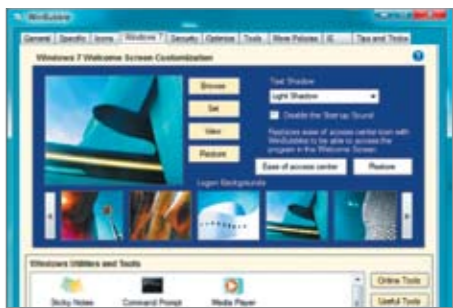 WinBubble
General Specific Icons Windows 7 Security Optimize Tools More Policies IE Tips and Tricks
Windows 7 Welcome Screen Customization
Browse
Set
View
Restore
Text Shadow
Light Shadow
Disable the Start-up Sound
Replaces ease of access center icon with
WinBubble to be able to access the
program in the Welcome Screen
Ease of access center Restore
Logon Backgrounds
Windows Utilities and Tools
Sticky Notes Command Prompt Media Player
Online Tools
Useful Tools